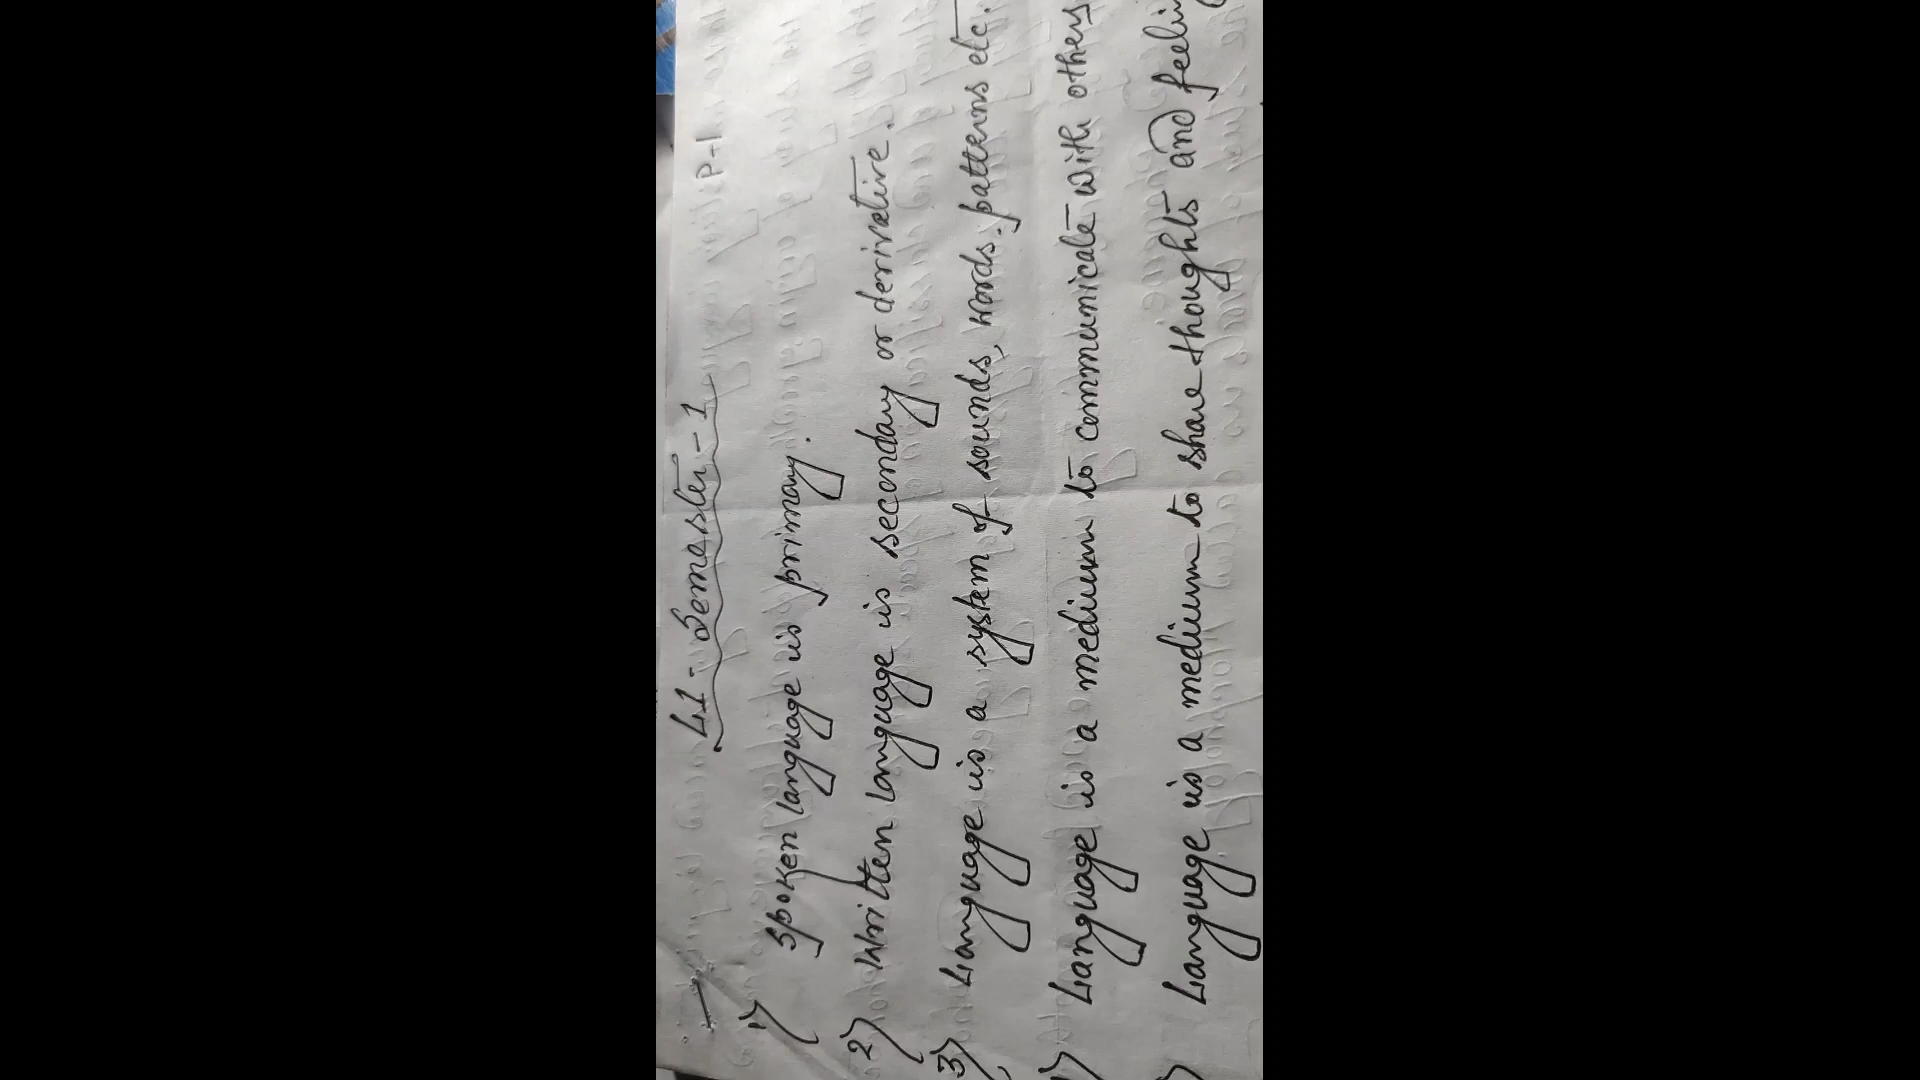 L1 - Semester - 1
P-1
1) Spoken language is primary.
2) Written language is secondary or derivative.
3) Language is a system of sounds, words, patterns etc.
Language is a medium to communicate with others
Language is a medium to share thoughts and